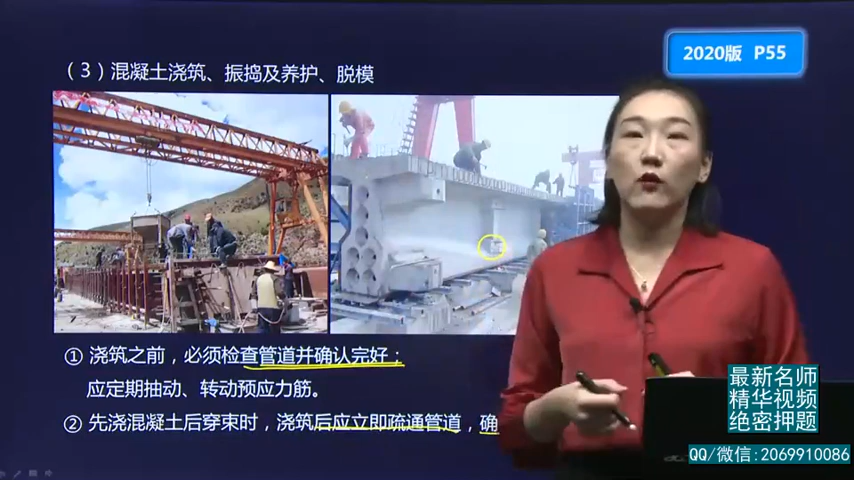 2020版 P55
（3）混凝土浇筑、振捣及养护、脱模
① 浇筑之前，必须检查管道并确认完好；
应定期抽动、转动预应力筋。
② 先浇混凝土后穿束时，浇筑后应立即疏通管道，确
最新名师
精华视频
绝密押题
QQ/微信:2069910086